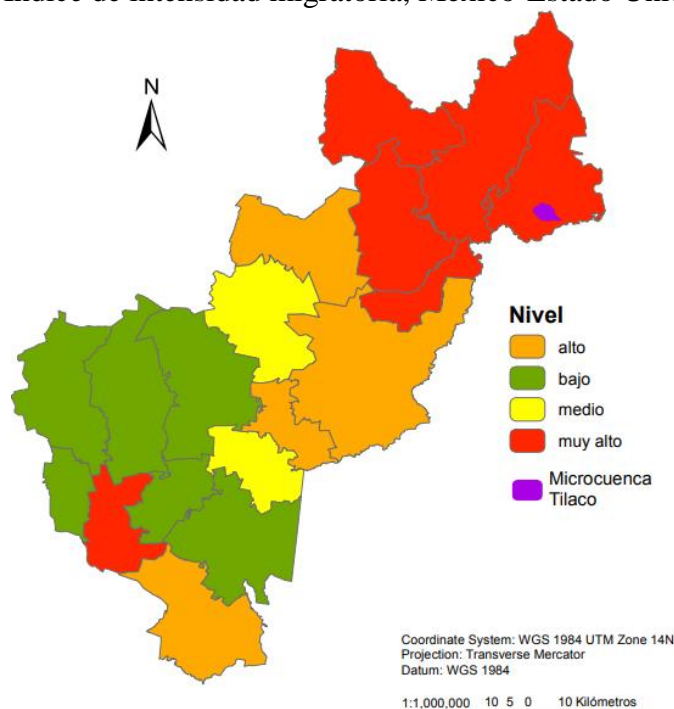 Índice de intensidad migratoria, México-Estado
N
Nivel
alto
bajo
medio
muy alto
Microcuenca
Tilaco
Coordinate System: WGS 1984 UTM Zone 14N
Projection: Transverse Mercator
Datum: WGS 1984
1:1,000,000 10 5 0 10 Kilómetros